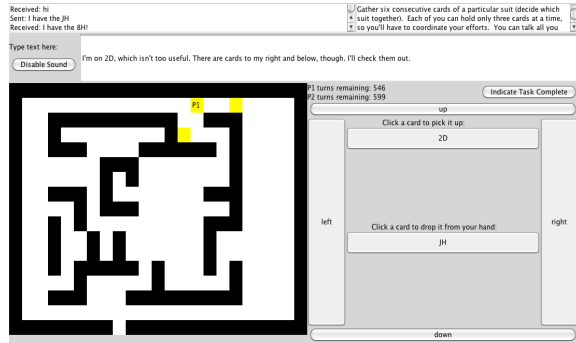 Received: hi
Sent: I have the JH
Received: I have the 8H!
Gather six consecutive cards of a particular suit (decide which
suit together). Each of you can hold only three cards at a time,
so you'll have to coordinate your efforts. You can talk all you
Type text here:
Disable Sound
I'm on 2D, which isn't too useful. There are cards to my right and below, though. I'll check them out.
P1
P1 turns remaining: 546
P2 turns remaining: 599
Indicate Task Complete
up
Click a card to pick it up:
2D
left
right
Click a card to drop it from your hand:
JH
down